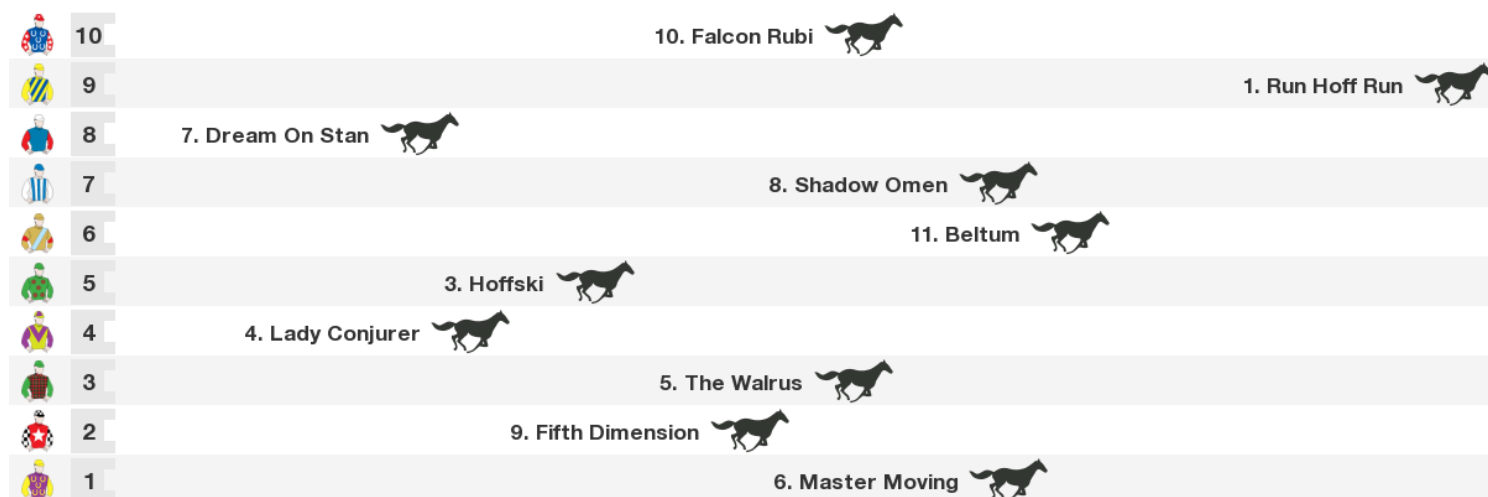 10 10. Falcon Rubi
9 1. Run Hoff Run
8 7. Dream On Stan
7 8. Shadow Omen
6 11. Beltum
5 3. Hoffski
4 4. Lady Conjurer
3 5. The Walrus
2 9. Fifth Dimension
1 6. Master Moving